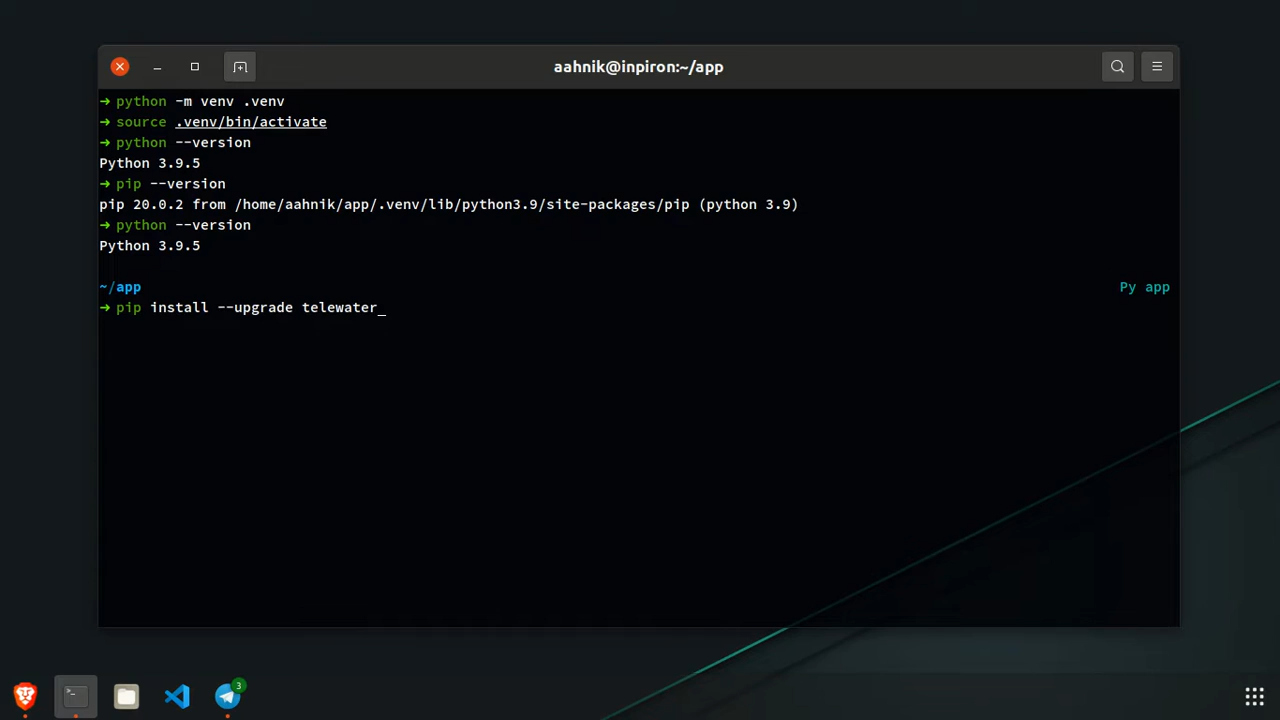 aahnik@inpiron:~/app
➜ python -m venv .venv
➜ source .venv/bin/activate
➜ python --version
Python 3.9.5
➜ pip --version
pip 20.0.2 from /home/aahnik/app/.venv/lib/python3.9/site-packages/pip (python 3.9)
➜ python --version
Python 3.9.5
~/app Py app
➜ pip install --upgrade telewater_
3